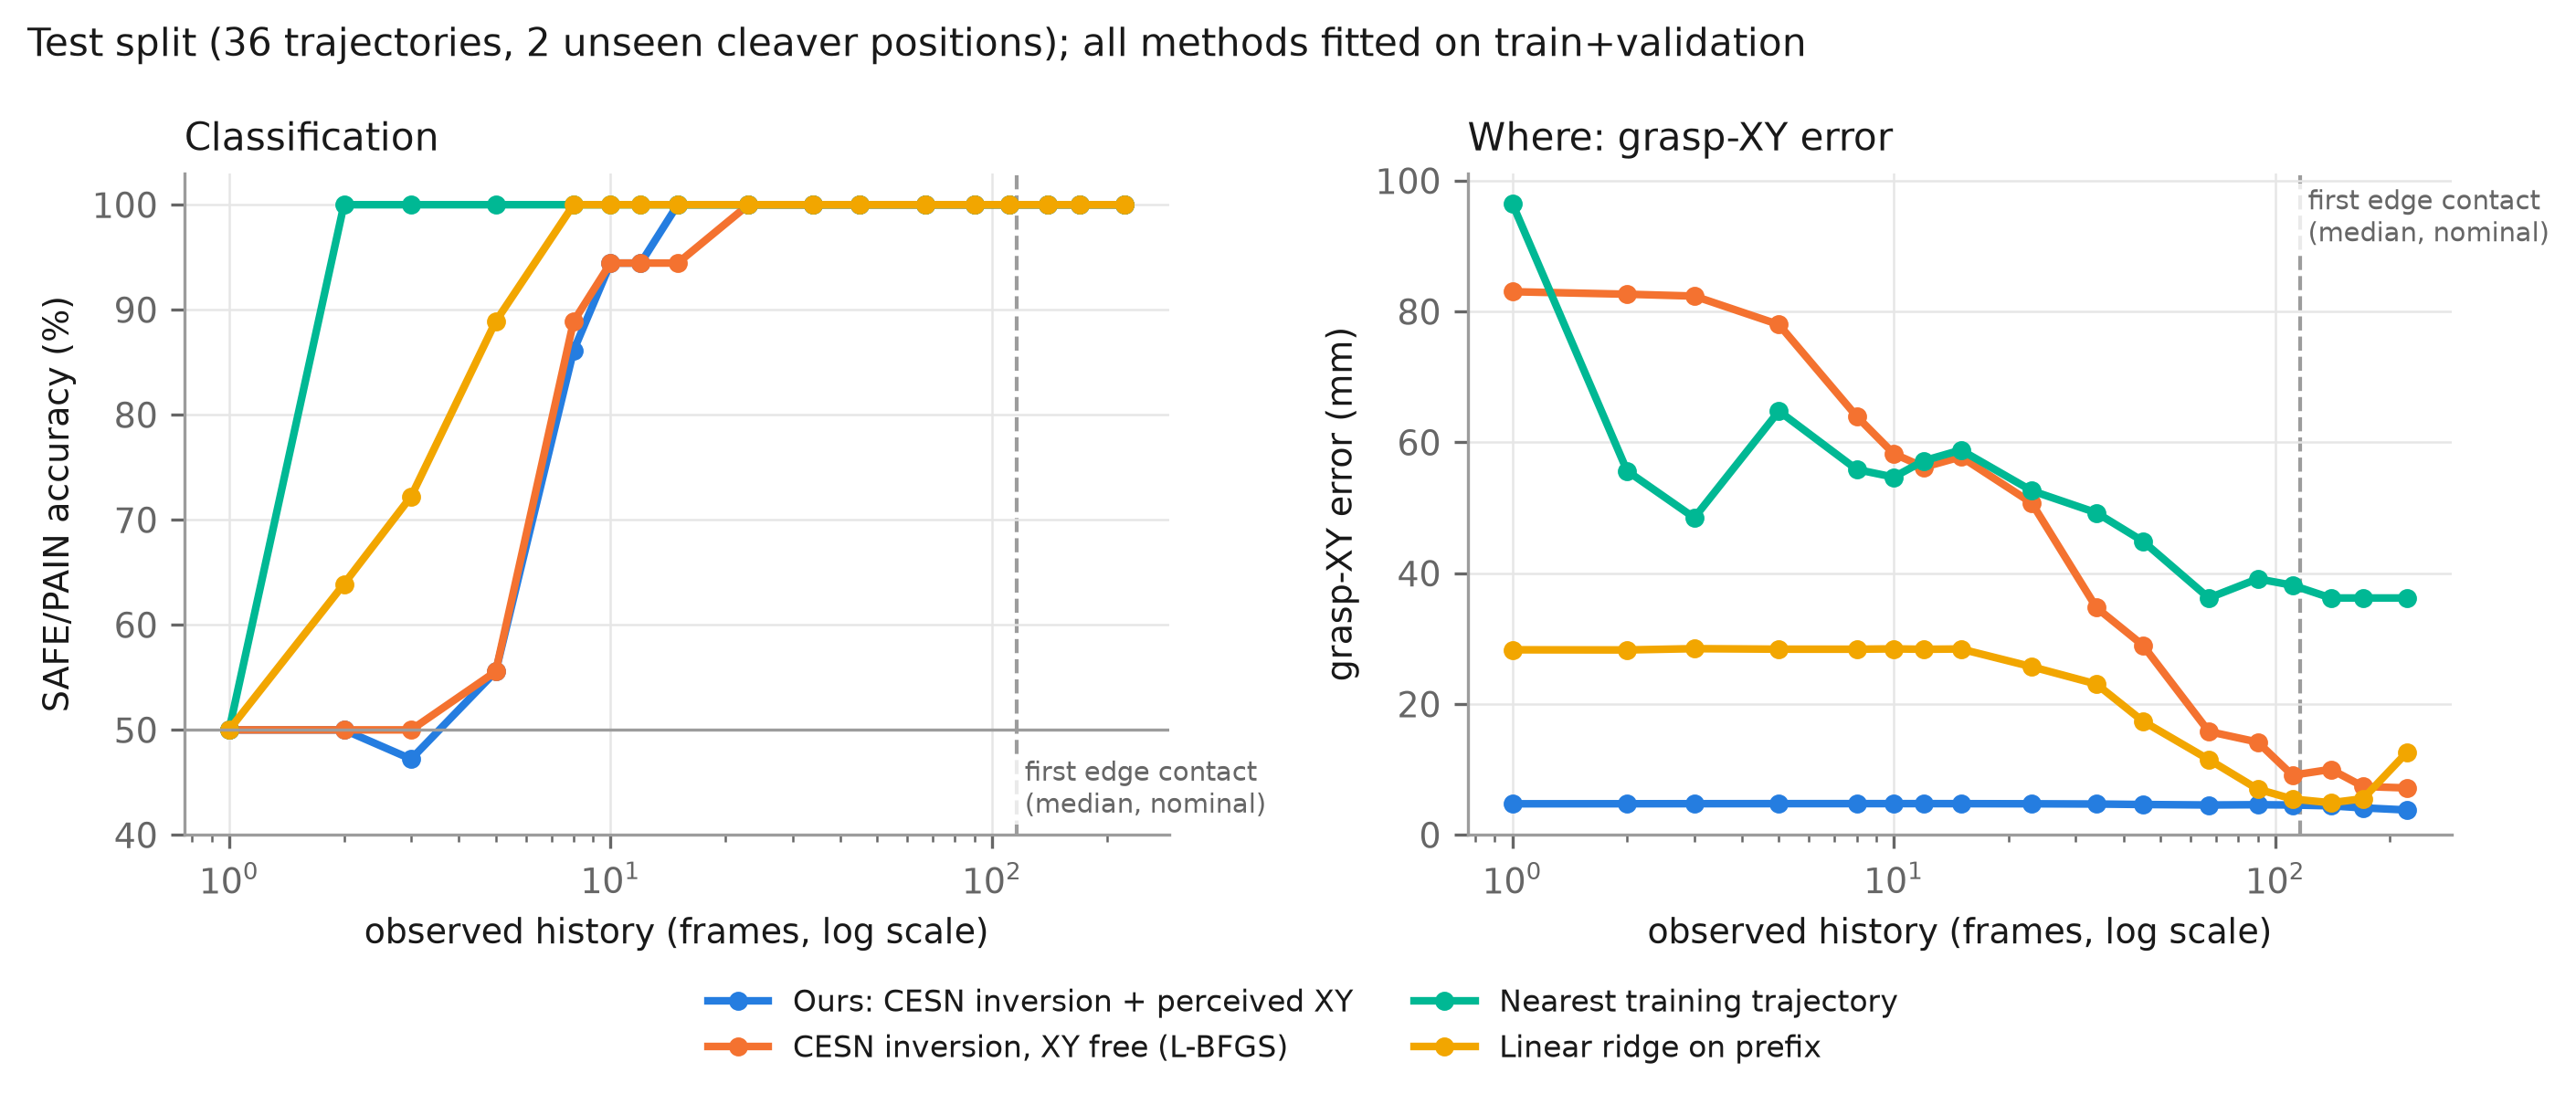 Test split (36 trajectories, 2 unseen cleaver positions); all methods fitted on train+validation
Classification
SAFE/PAIN accuracy (%)
100
90
80
70
60
50
40
first edge contact
(median, nominal)
10⁰
10¹
10²
observed history (frames, log scale)
Where: grasp-XY error
grasp-XY error (mm)
100
80
60
40
20
0
first edge contact
(median, nominal)
10⁰
10¹
10²
observed history (frames, log scale)
Ours: CESN inversion + perceived XY
CESN inversion, XY free (L-BFGS)
Nearest training trajectory
Linear ridge on prefix